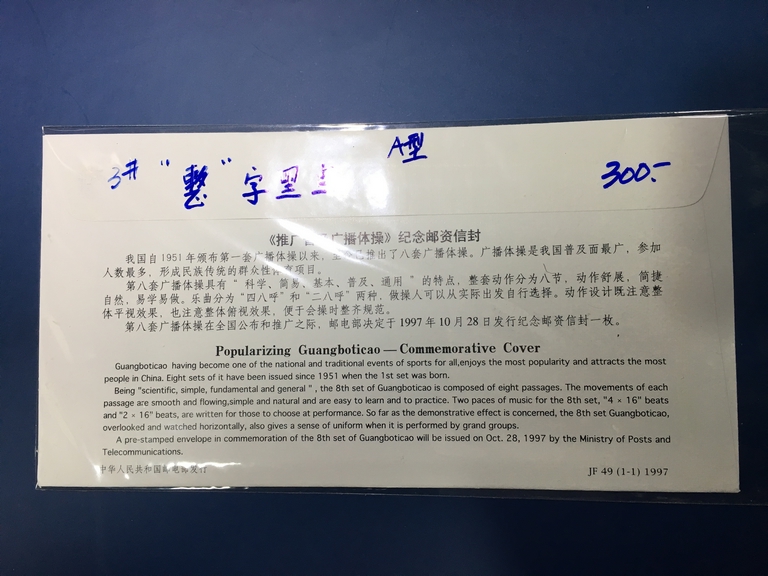 A型
3# "整"字黑 300.-
《推广 广播体操》纪念邮资信封
我国自1951年颁布第一套广播体操以来，至 已推出了八套广播体操。广播体操是我国普及面最广，参加
人数最多，形成民族传统的群众性体育项目。
第八套广播体操具有“科学、简易、基本、普及、通用”的特点，整套动作分为八节，动作舒展，简捷
自然，易学易做。乐曲分为“四八呼”和“二八呼”两种，做操人可以从实际出发自行选择。动作设计既注意整
体平视效果，也注意整体俯视效果，便于会操时整齐规范。
第八套广播体操在全国公布和推广之际，邮电部决定于1997年10月28日发行纪念邮资信封一枚。
Popularizing Guangboticao — Commemorative Cover
Guangboticao having become one of the national and traditional events of sports for all,enjoys the most popularity and attracts the most
people in China. Eight sets of it have been issued since 1951 when the 1st set was born.
Being "scientific, simple, fundamental and general", the 8th set of Guangboticao is composed of eight passages. The movements of each
passage are smooth and flowing,simple and natural and are easy to learn and to practice. Two paces of music for the 8th set, "4 × 16" beats
and "2 × 16" beats, are written for those to choose at performance. So far as the demonstrative effect is concerned, the 8th set Guangboticao,
overlooked and watched horizontally, also gives a sense of uniform when it is performed by grand groups.
A pre-stamped envelope in commemoration of the 8th set of Guangboticao will be issued on Oct. 28, 1997 by the Ministry of Posts and
Telecommunications.
中华人民共和国邮电部发行 JF 49 (1-1) 1997